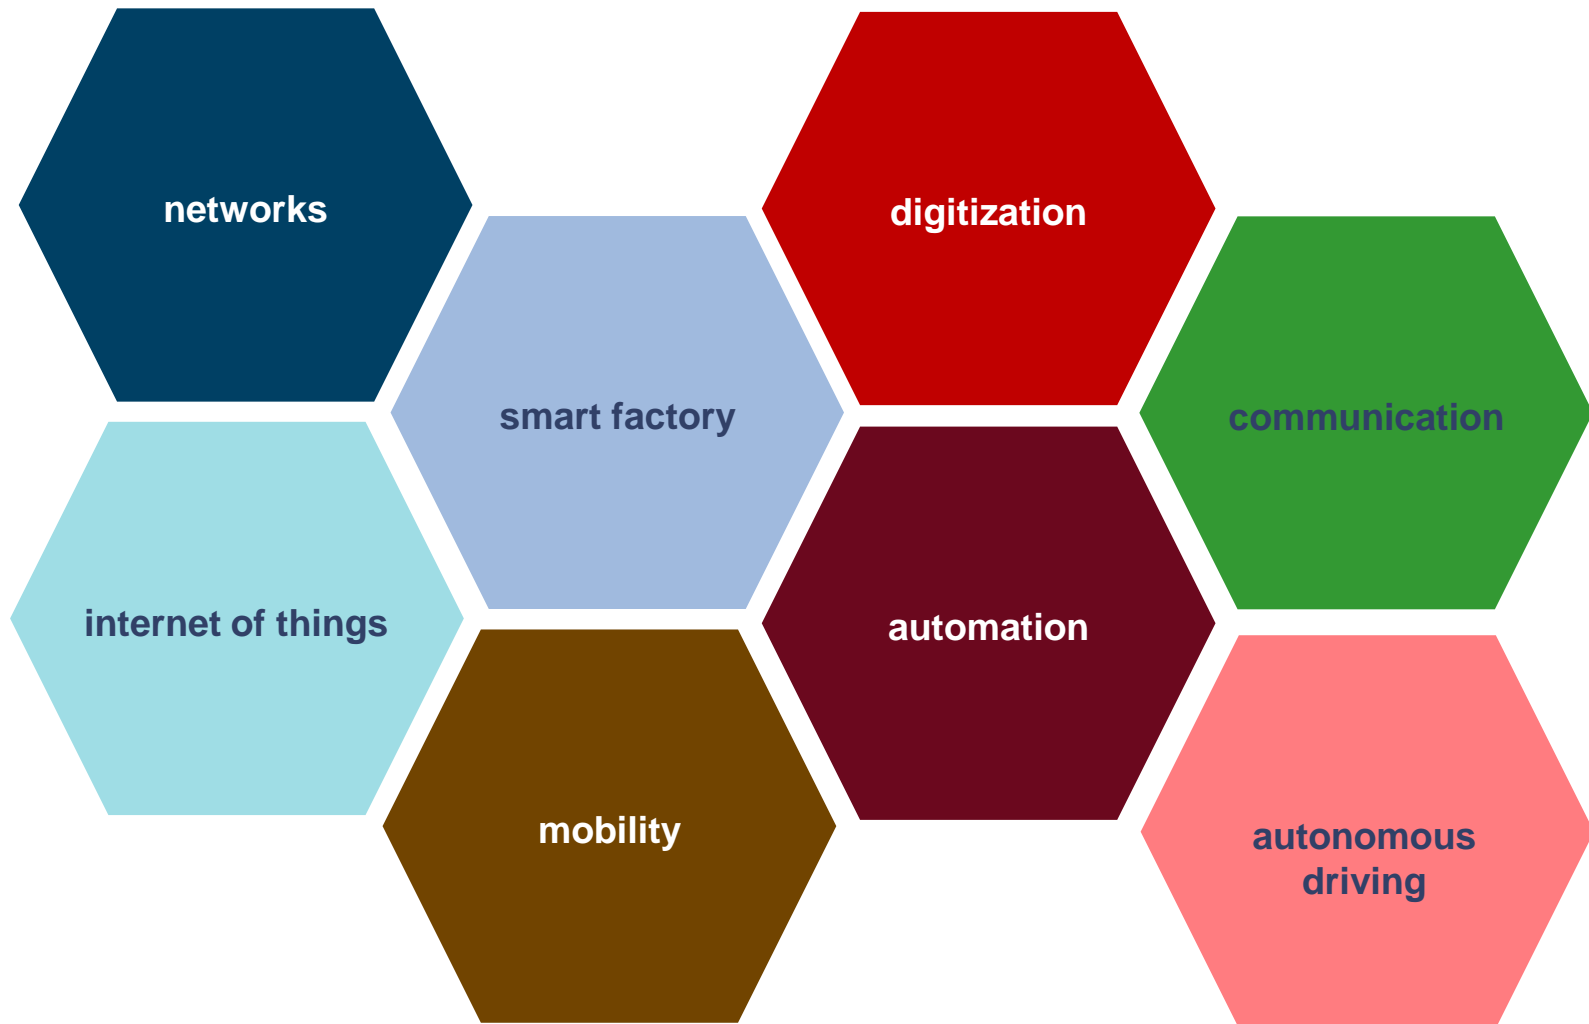 networks
digitization
smart factory
communication
internet of things
automation
mobility
autonomous
driving